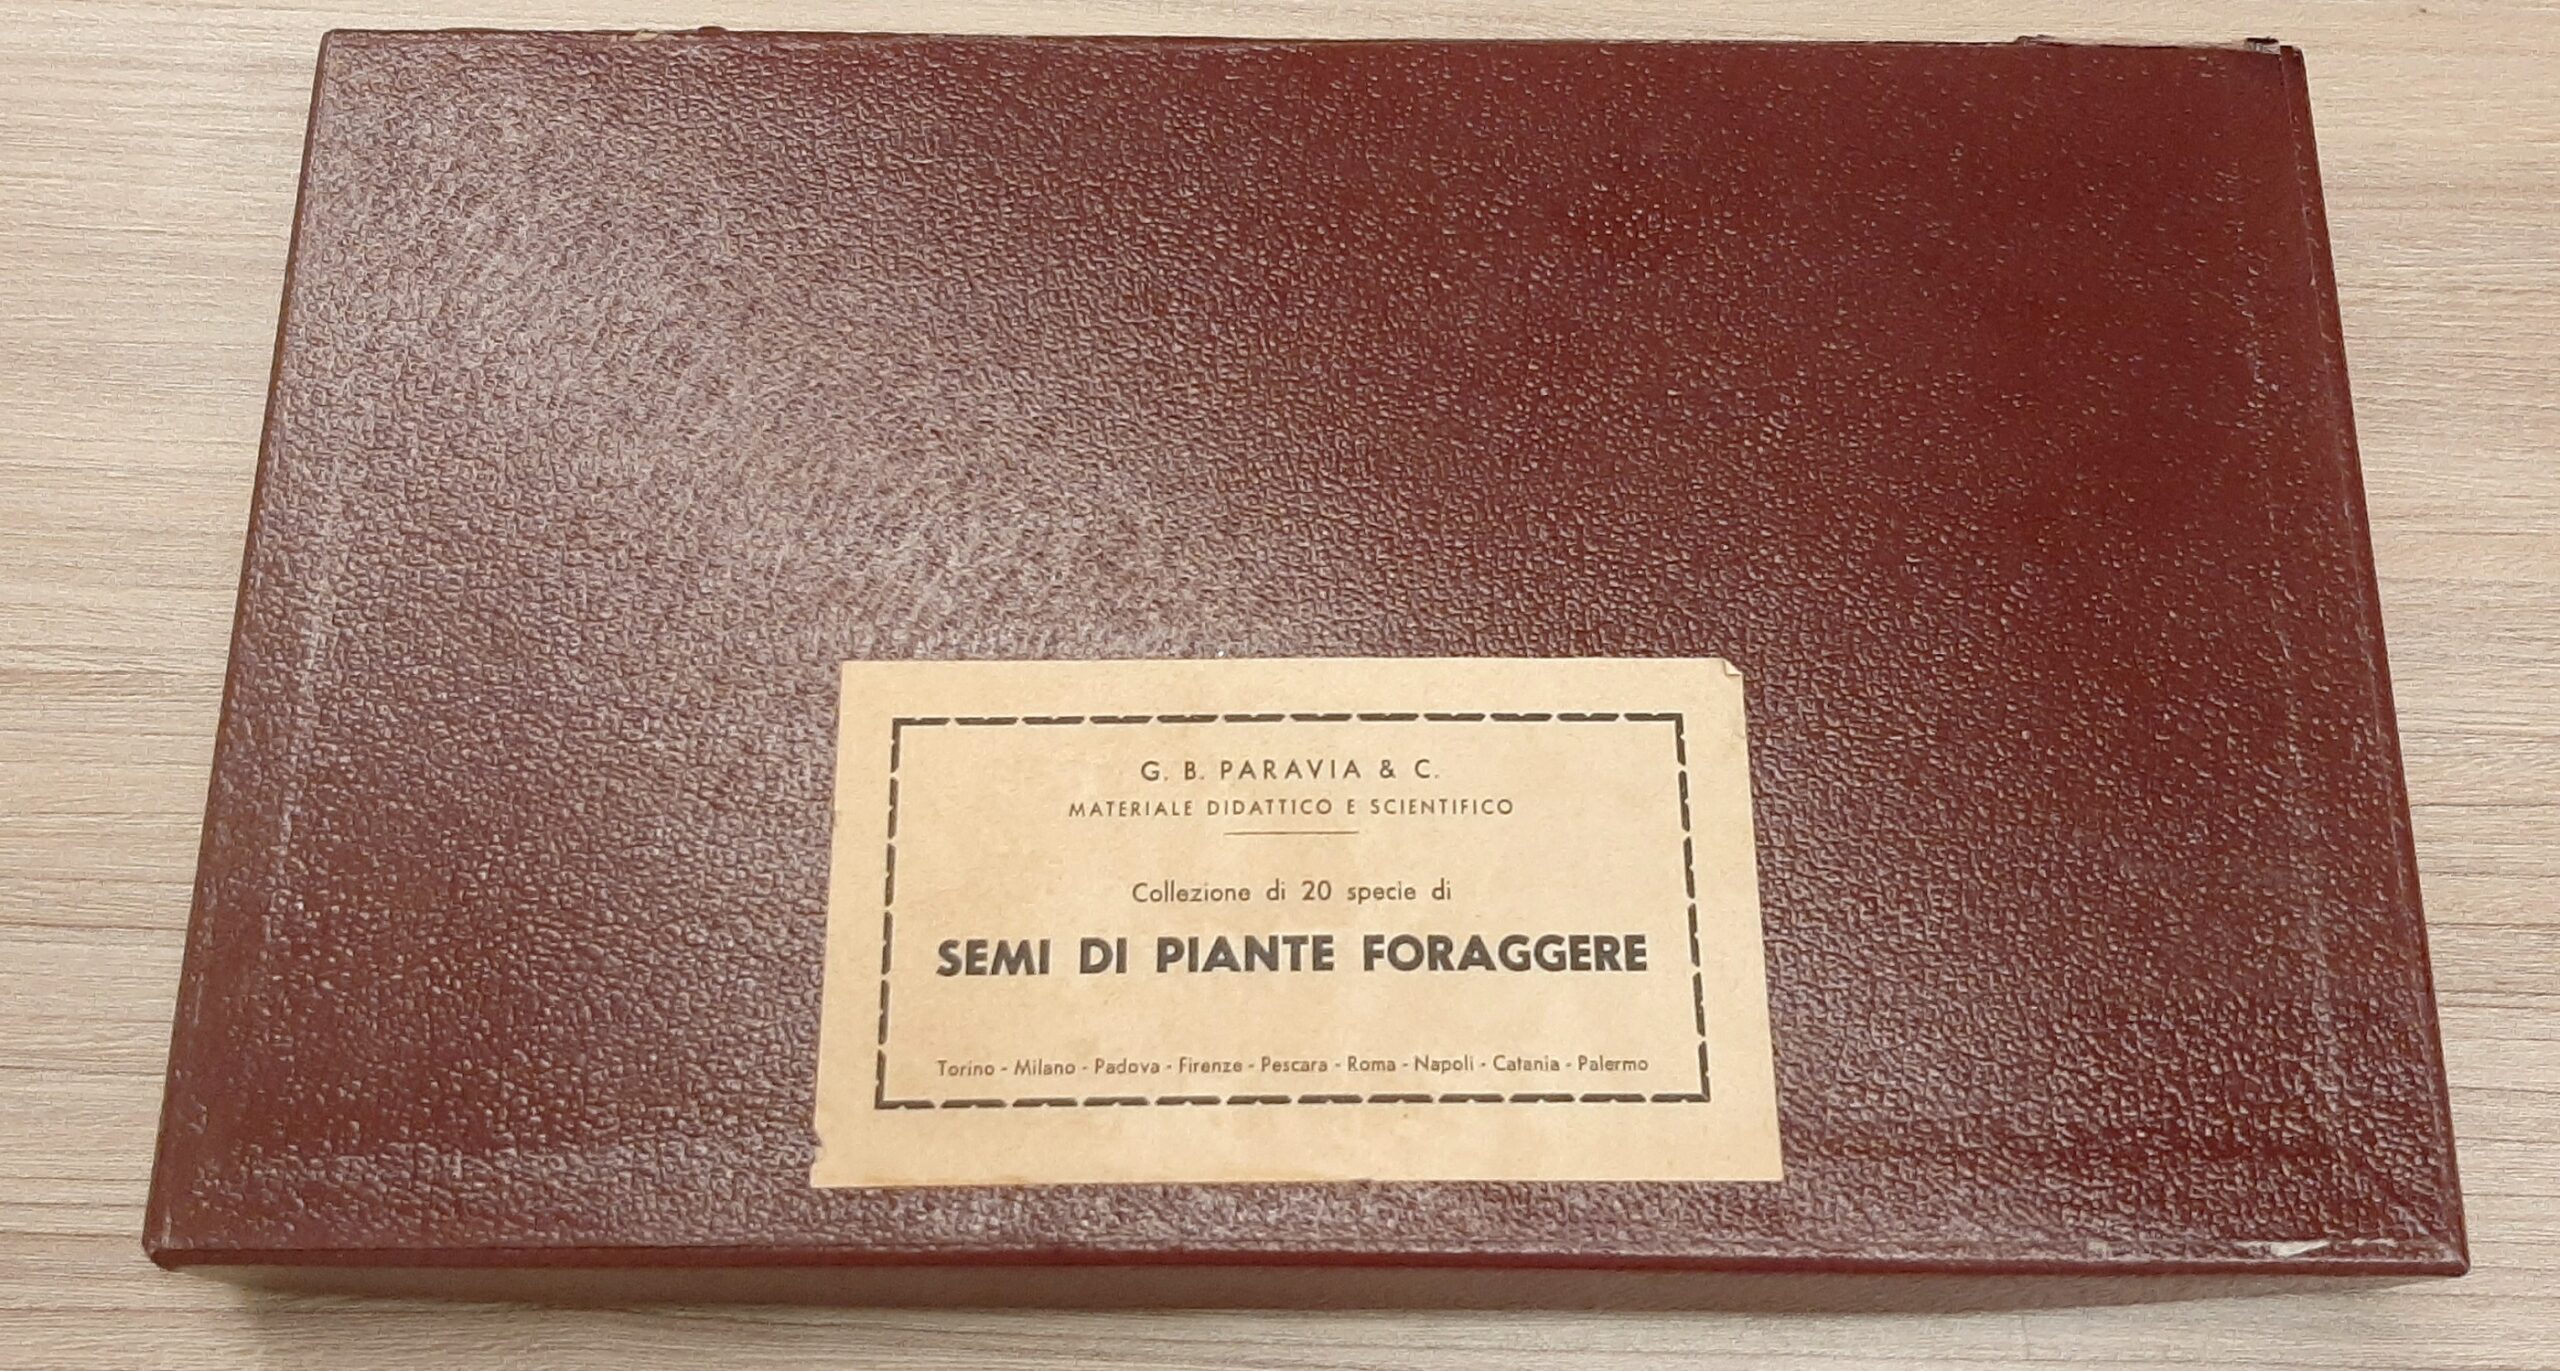 G. B. PARAVIA & C.
MATERIALE DIDATTICO E SCIENTIFICO
Collezione di 20 specie di
SEMI DI PIANTE FORAGGERE
Torino - Milano - Padova - Firenze - Pescara - Roma - Napoli - Catania - Palermo